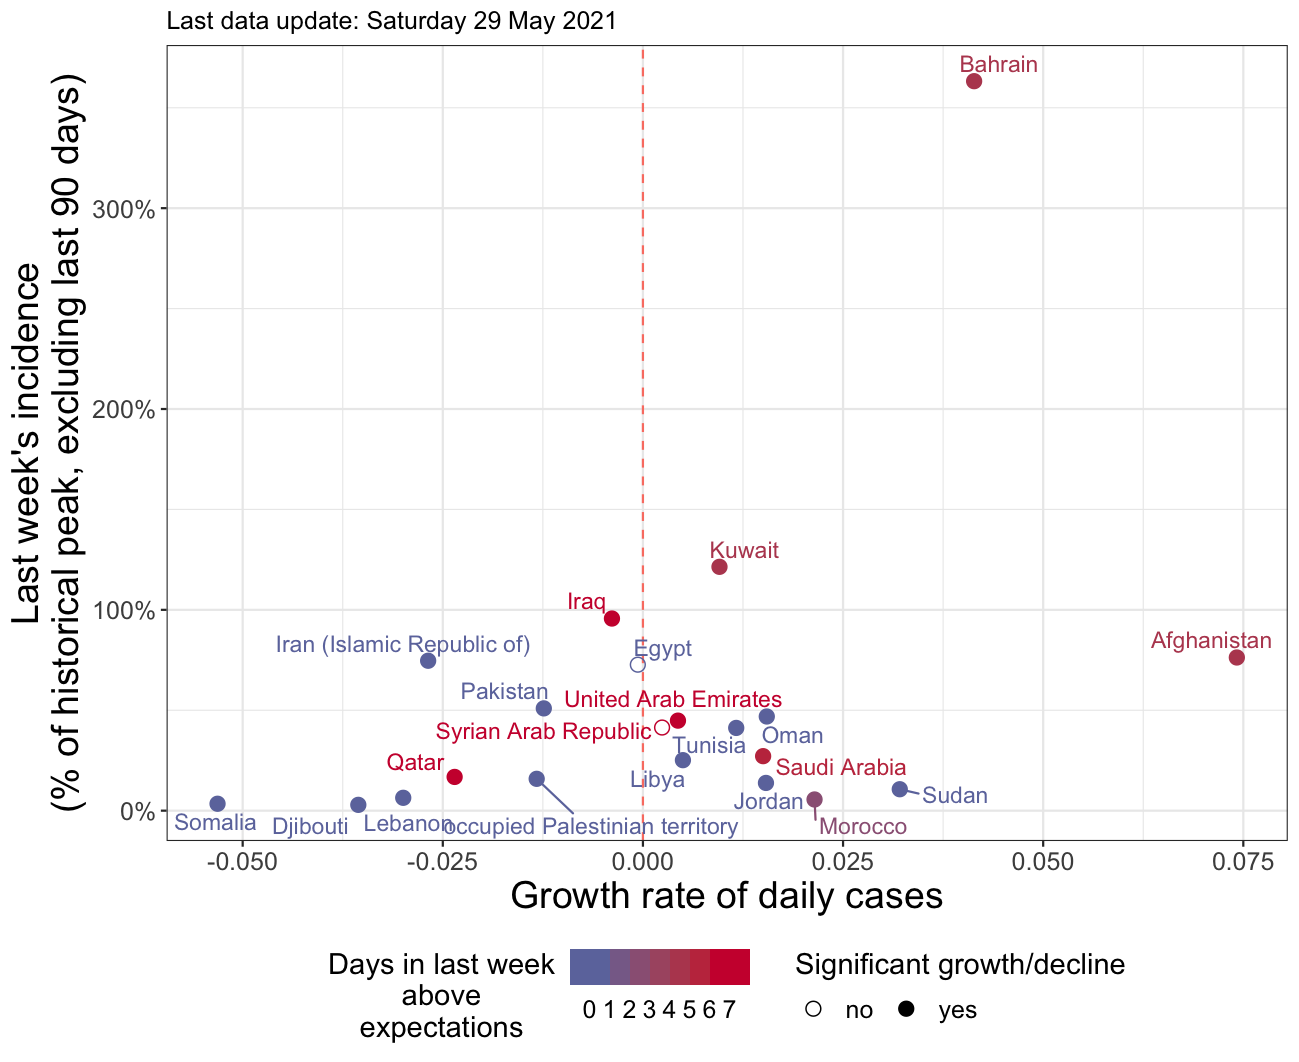 Last data update: Saturday 29 May 2021
Last week's incidence
(% of historical peak, excluding last 90 days)
300%
200%
100%
0%
Bahrain
Kuwait
Iraq
Afghanistan
Iran (Islamic Republic of)
Egypt
Pakistan
United Arab Emirates
Syrian Arab Republic
Oman
Tunisia
Qatar
Saudi Arabia
Libya
Sudan
Jordan
Somalia
Djibouti
Lebanon
occupied Palestinian territory
Morocco
-0.050
-0.025
0.000
0.025
0.050
0.075
Growth rate of daily cases
Days in last week
above
expectations
0 1 2 3 4 5 6 7
Significant growth/decline
no
yes